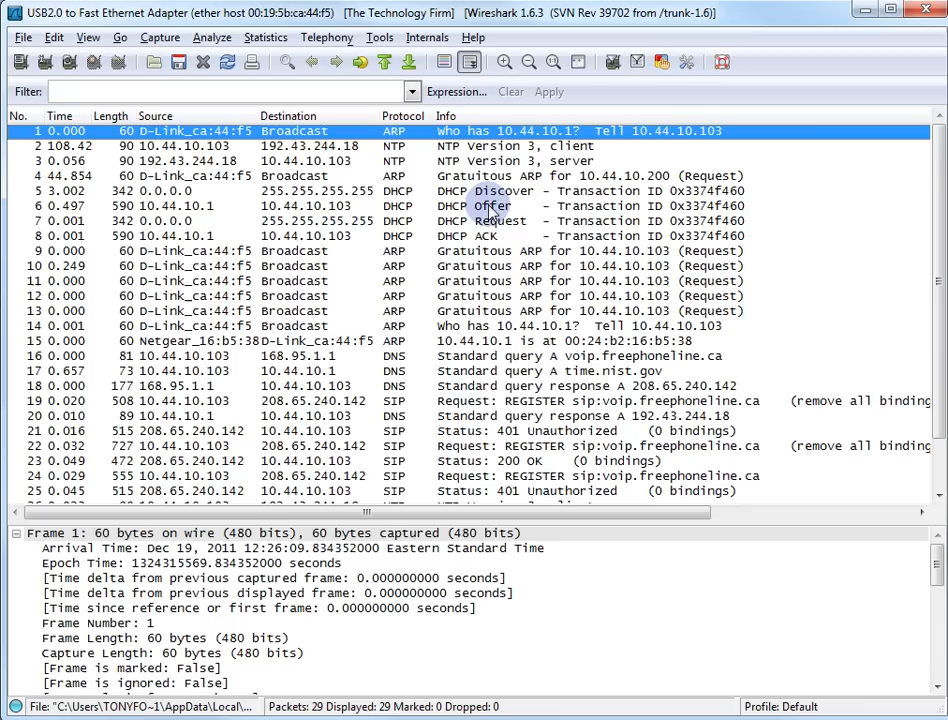 USB2.0 to Fast Ethernet Adapter (ether host 00:19:5b:ca:44:f5) [The Technology Firm] [Wireshark 1.6.3 (SVN Rev 39702 from /trunk-1.6)]
File Edit View Go Capture Analyze Statistics Telephony Tools Internals Help
Filter: Expression... Clear Apply
No. Time Length Source Destination Protocol Info
1 0.000 60 D-Link_ca:44:f5 Broadcast ARP Who has 10.44.10.1? Tell 10.44.10.103
2 108.42 90 10.44.10.103 192.43.244.18 NTP NTP Version 3, client
3 0.056 90 192.43.244.18 10.44.10.103 NTP NTP Version 3, server
4 44.854 60 D-Link_ca:44:f5 Broadcast ARP Gratuitous ARP for 10.44.10.200 (Request)
5 3.002 342 0.0.0.0 255.255.255.255 DHCP DHCP Discover - Transaction ID 0x3374f460
6 0.497 590 10.44.10.1 10.44.10.103 DHCP DHCP Offer - Transaction ID 0x3374f460
7 0.001 342 0.0.0.0 255.255.255.255 DHCP DHCP Request - Transaction ID 0x3374f460
8 0.001 590 10.44.10.1 10.44.10.103 DHCP DHCP ACK - Transaction ID 0x3374f460
9 0.000 60 D-Link_ca:44:f5 Broadcast ARP Gratuitous ARP for 10.44.10.103 (Request)
10 0.249 60 D-Link_ca:44:f5 Broadcast ARP Gratuitous ARP for 10.44.10.103 (Request)
11 0.000 60 D-Link_ca:44:f5 Broadcast ARP Gratuitous ARP for 10.44.10.103 (Request)
12 0.000 60 D-Link_ca:44:f5 Broadcast ARP Gratuitous ARP for 10.44.10.103 (Request)
13 0.000 60 D-Link_ca:44:f5 Broadcast ARP Gratuitous ARP for 10.44.10.103 (Request)
14 0.001 60 D-Link_ca:44:f5 Broadcast ARP Who has 10.44.10.1? Tell 10.44.10.103
15 0.000 60 Netgear_16:b5:38 D-Link_ca:44:f5 ARP 10.44.10.1 is at 00:24:b2:16:b5:38
16 0.000 81 10.44.10.103 168.95.1.1 DNS Standard query A voip.freephoneline.ca
17 0.657 73 10.44.10.103 10.44.10.1 DNS Standard query A time.nist.gov
18 0.000 177 168.95.1.1 10.44.10.103 DNS Standard query response A 208.65.240.142
19 0.020 508 10.44.10.103 208.65.240.142 SIP Request: REGISTER sip:voip.freephoneline.ca (remove all binding
20 0.010 89 10.44.10.1 10.44.10.103 DNS Standard query response A 192.43.244.18
21 0.016 515 208.65.240.142 10.44.10.103 SIP Status: 401 Unauthorized (0 bindings)
22 0.032 727 10.44.10.103 208.65.240.142 SIP Request: REGISTER sip:voip.freephoneline.ca (remove all binding
23 0.049 472 208.65.240.142 10.44.10.103 SIP Status: 200 OK (0 bindings)
24 0.029 555 10.44.10.103 208.65.240.142 SIP Request: REGISTER sip:voip.freephoneline.ca
25 0.045 515 208.65.240.142 10.44.10.103 SIP Status: 401 Unauthorized (0 bindings)
Frame 1: 60 bytes on wire (480 bits), 60 bytes captured (480 bits)
Arrival Time: Dec 19, 2011 12:26:09.834352000 Eastern Standard Time
Epoch Time: 1324315569.834352000 seconds
[Time delta from previous captured frame: 0.000000000 seconds]
[Time delta from previous displayed frame: 0.000000000 seconds]
[Time since reference or first frame: 0.000000000 seconds]
Frame Number: 1
Frame Length: 60 bytes (480 bits)
Capture Length: 60 bytes (480 bits)
[Frame is marked: False]
[Frame is ignored: False]
File: "C:\Users\TONYFO~1\AppData\Local\... Packets: 29 Displayed: 29 Marked: 0 Dropped: 0 Profile: Default